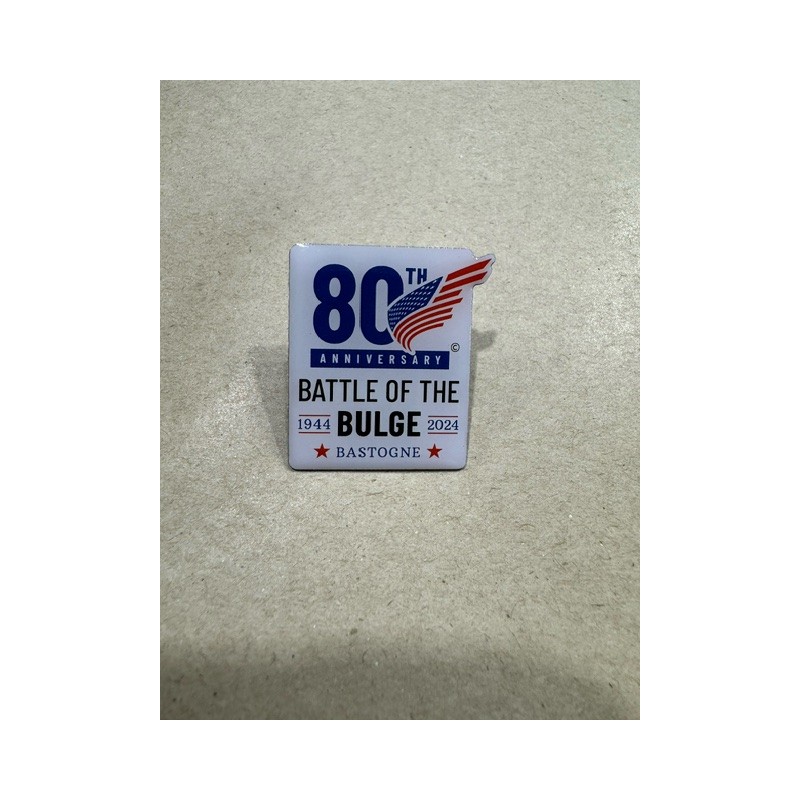 80TH
ANNIVERSARY ©
BATTLE OF THE
1944 BULGE 2024
★ BASTOGNE ★